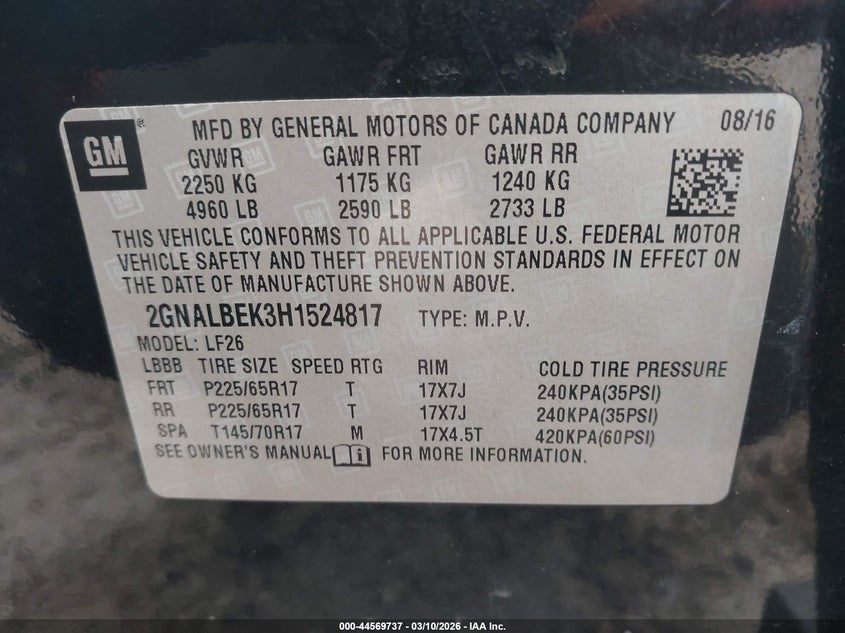 GM ® MFD BY GENERAL MOTORS OF CANADA COMPANY 08/16
GVWR GAWR FRT GAWR RR
2250 KG 1175 KG 1240 KG
4960 LB 2590 LB 2733 LB
THIS VEHICLE CONFORMS TO ALL APPLICABLE U.S. FEDERAL MOTOR
VEHICLE SAFETY AND THEFT PREVENTION STANDARDS IN EFFECT ON
THE DATE OF MANUFACTURE SHOWN ABOVE.
2GNALBEK3H1524817 TYPE: M.P.V.
MODEL: LF26
LBBB TIRE SIZE SPEED RTG RIM COLD TIRE PRESSURE
FRT P225/65R17 T 17X7J 240KPA(35PSI)
RR P225/65R17 T 17X7J 240KPA(35PSI)
SPA T145/70R17 M 17X4.5T 420KPA(60PSI)
SEE OWNER'S MANUAL FOR MORE INFORMATION.
000-44569737 - 03/10/2026 - IAA Inc.